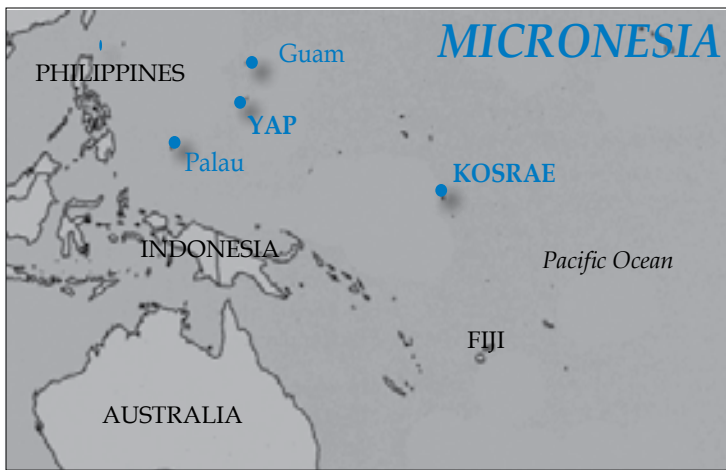 MICRONESIA
Guam
PHILIPPINES
YAP
Palau
KOSRAE
INDONESIA
Pacific Ocean
FIJI
AUSTRALIA